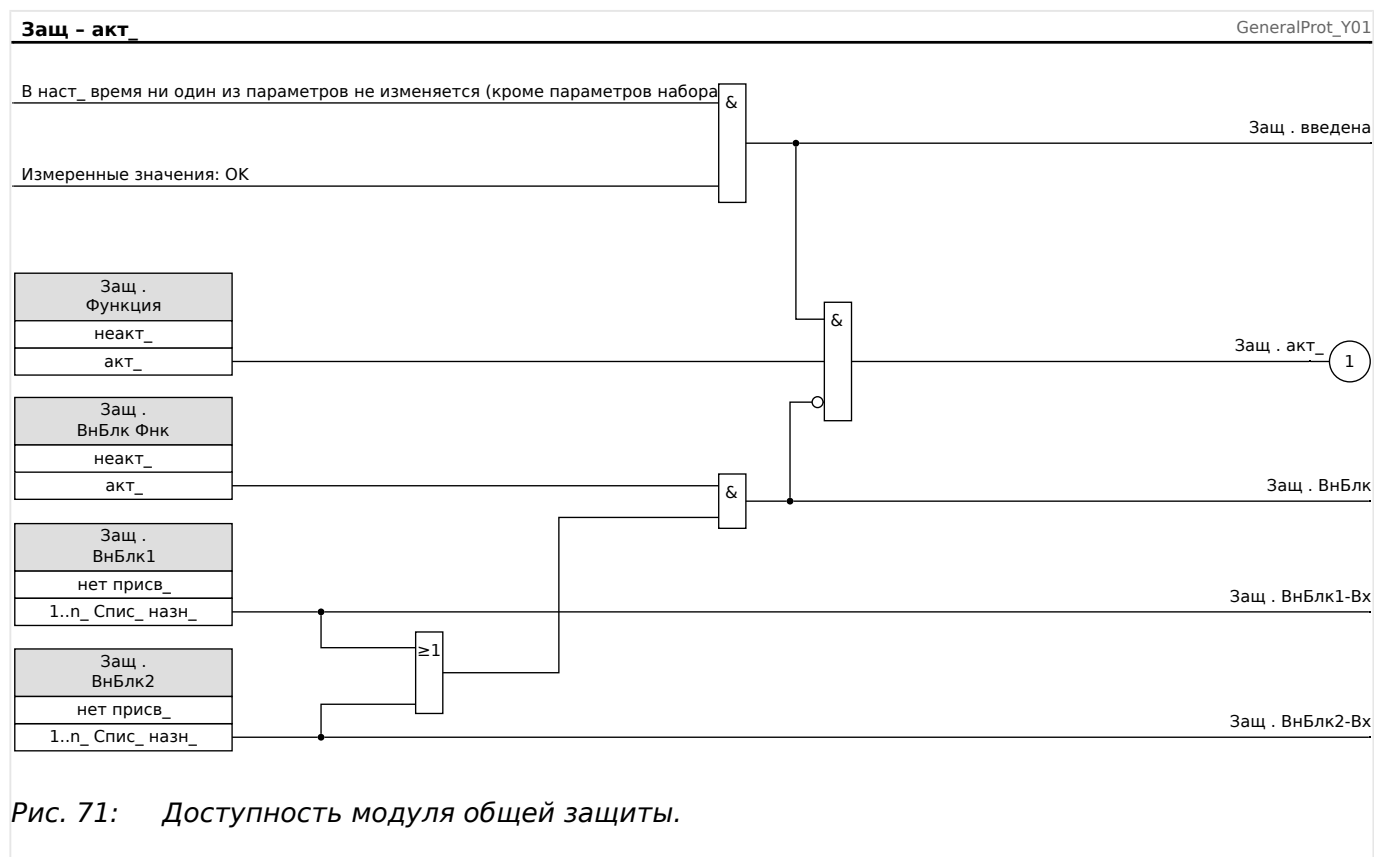 Защ – акт_
GeneralProt_Y01
В наст_ время ни один из параметров не изменяется (кроме параметров набора
&
Защ . введена
Измеренные значения: OK
Защ .
Функция
неакт_
акт_
&
Защ . акт_
1
Защ .
ВнБлк Фнк
неакт_
акт_
&
Защ . ВнБлк
Защ .
ВнБлк1
нет присв_
1..n_ Спис_ назн_
Защ . ВнБлк1-Вх
≥1
Защ .
ВнБлк2
нет присв_
1..n_ Спис_ назн_
Защ . ВнБлк2-Вх
Рис. 71: Доступность модуля общей защиты.